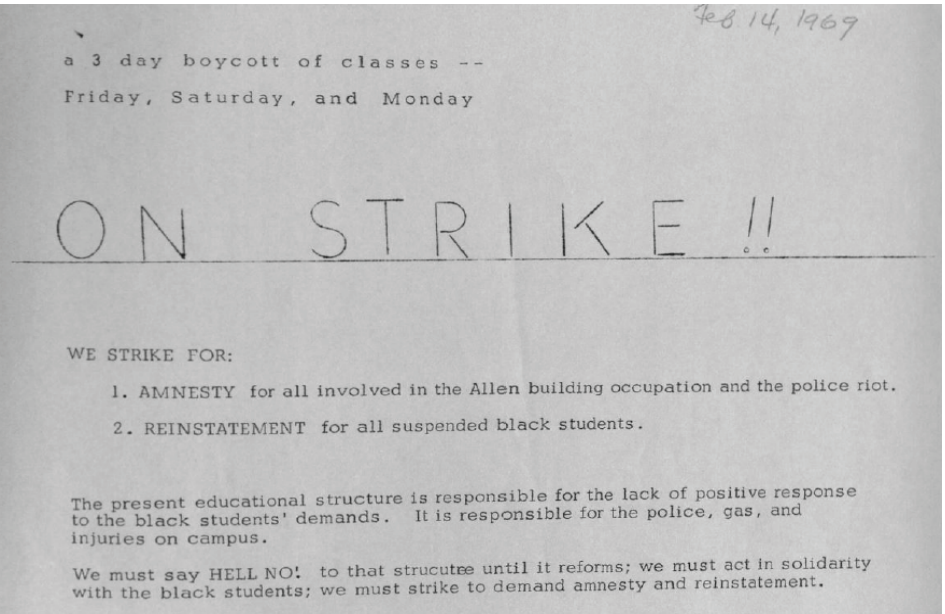 Feb 14, 1969
a 3 day boycott of classes --
Friday, Saturday, and Monday
ON STRIKE!!
WE STRIKE FOR:
1. AMNESTY for all involved in the Allen building occupation and the police riot.
2. REINSTATEMENT for all suspended black students.
The present educational structure is responsible for the lack of positive response
to the black students' demands. It is responsible for the police, gas, and
injuries on campus.
We must say HELL NO! to that strucutre until it reforms; we must act in solidarity
with the black students; we must strike to demand amnesty and reinstatement.